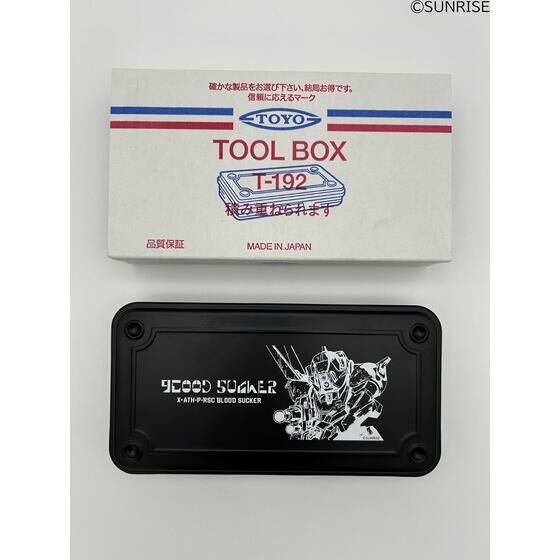 ©SUNRISE
確かな製品をお選び下さい、結局お得です。
信頼に応えるマーク
TOYO
TOOL BOX
T-192
積み重ねられます
品質保証
MADE IN JAPAN
X-ATH-P-RSC BLOOD SUCKER
©SUNRISE